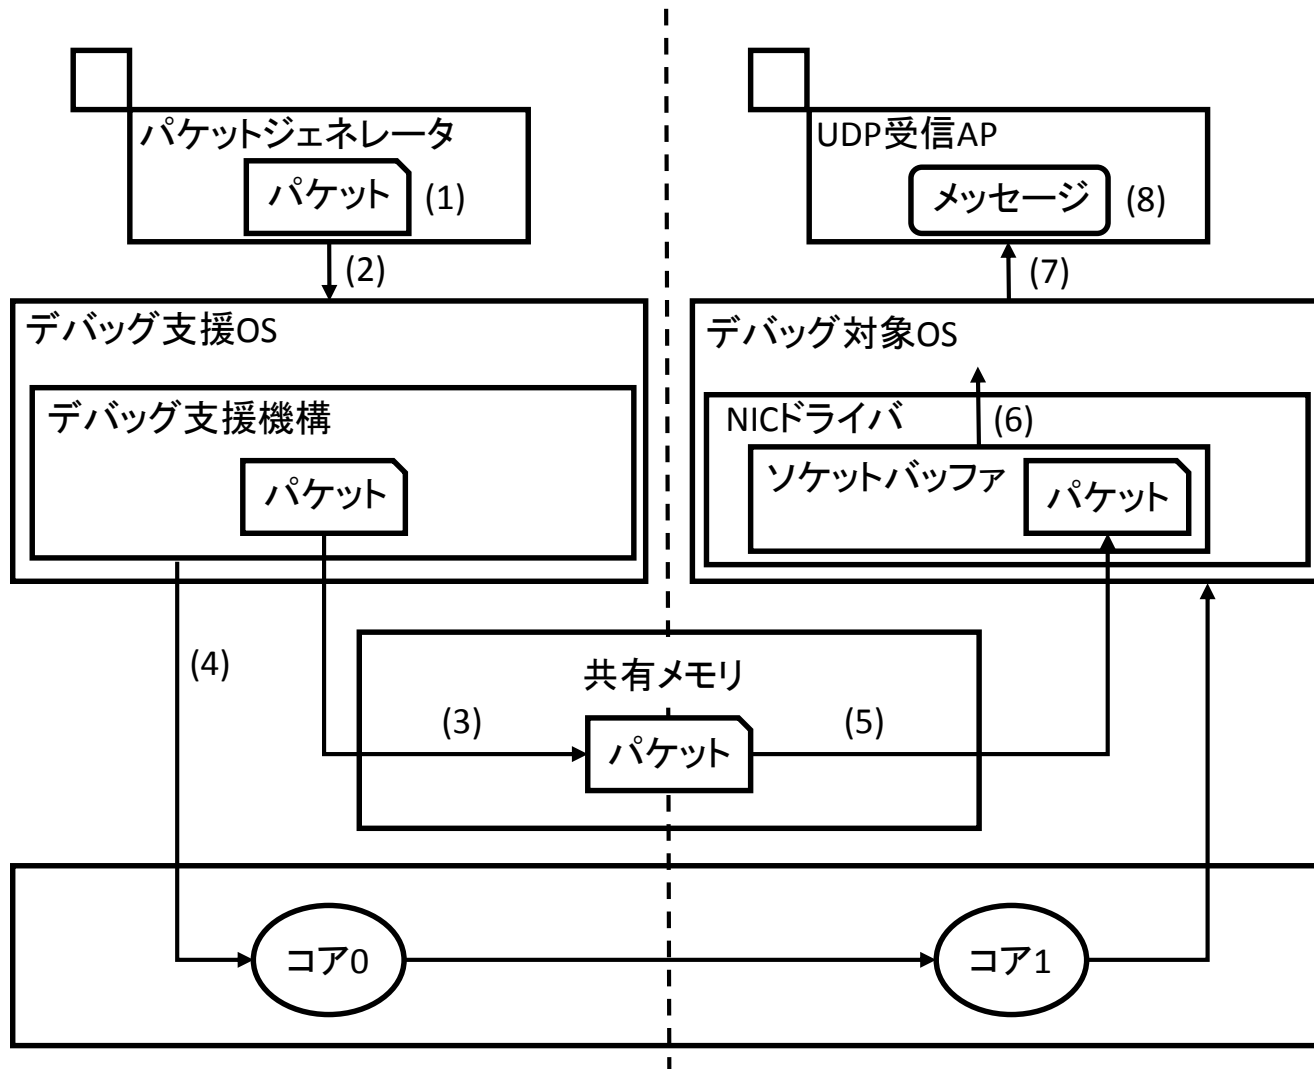 パケットジェネレータ
パケット
(1)
(2)
デバッグ支援OS
デバッグ支援機構
パケット
(4)
(3)
共有メモリ
パケット
(5)
UDP受信AP
メッセージ
(8)
(7)
デバッグ対象OS
NICドライバ
(6)
ソケットバッファ
パケット
コア0
コア1